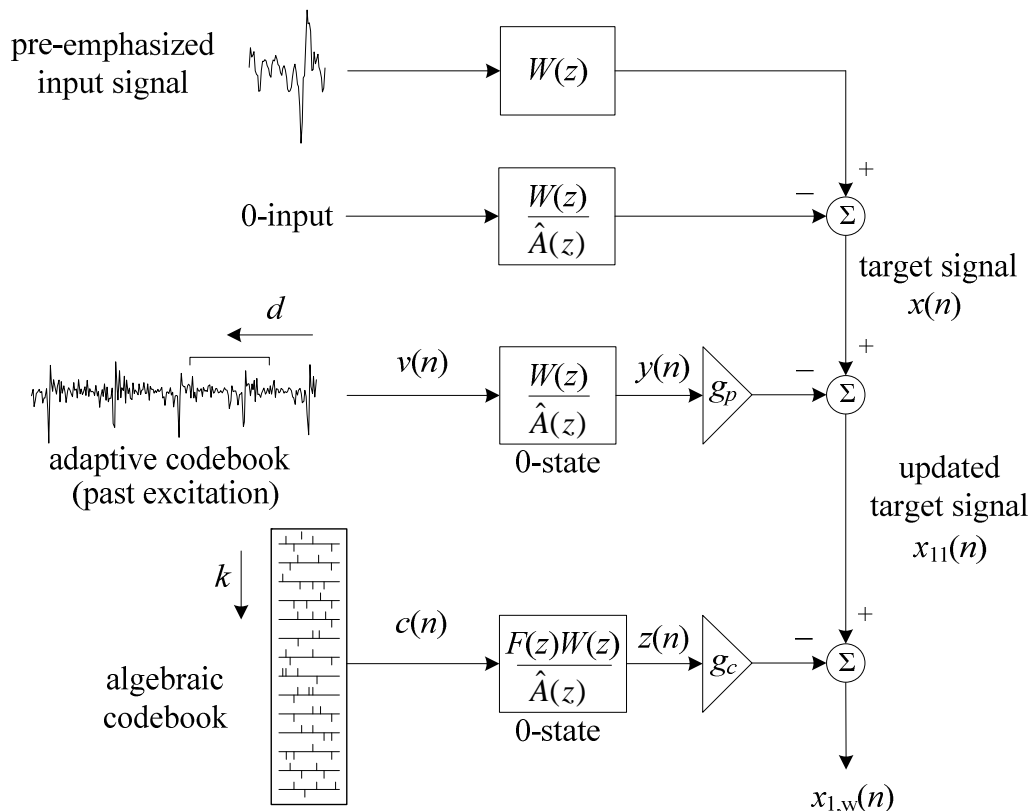 pre-emphasized
input signal
W(z)
+
0-input
W(z)
Â(z)
−
Σ
target signal
x(n)
d
v(n)
W(z)
Â(z)
0-state
y(n)
g_p
−
+
Σ
adaptive codebook
(past excitation)
updated
target signal
x_11(n)
k
algebraic
codebook
c(n)
F(z)W(z)
Â(z)
0-state
z(n)
g_c
−
+
Σ
x_1,w(n)